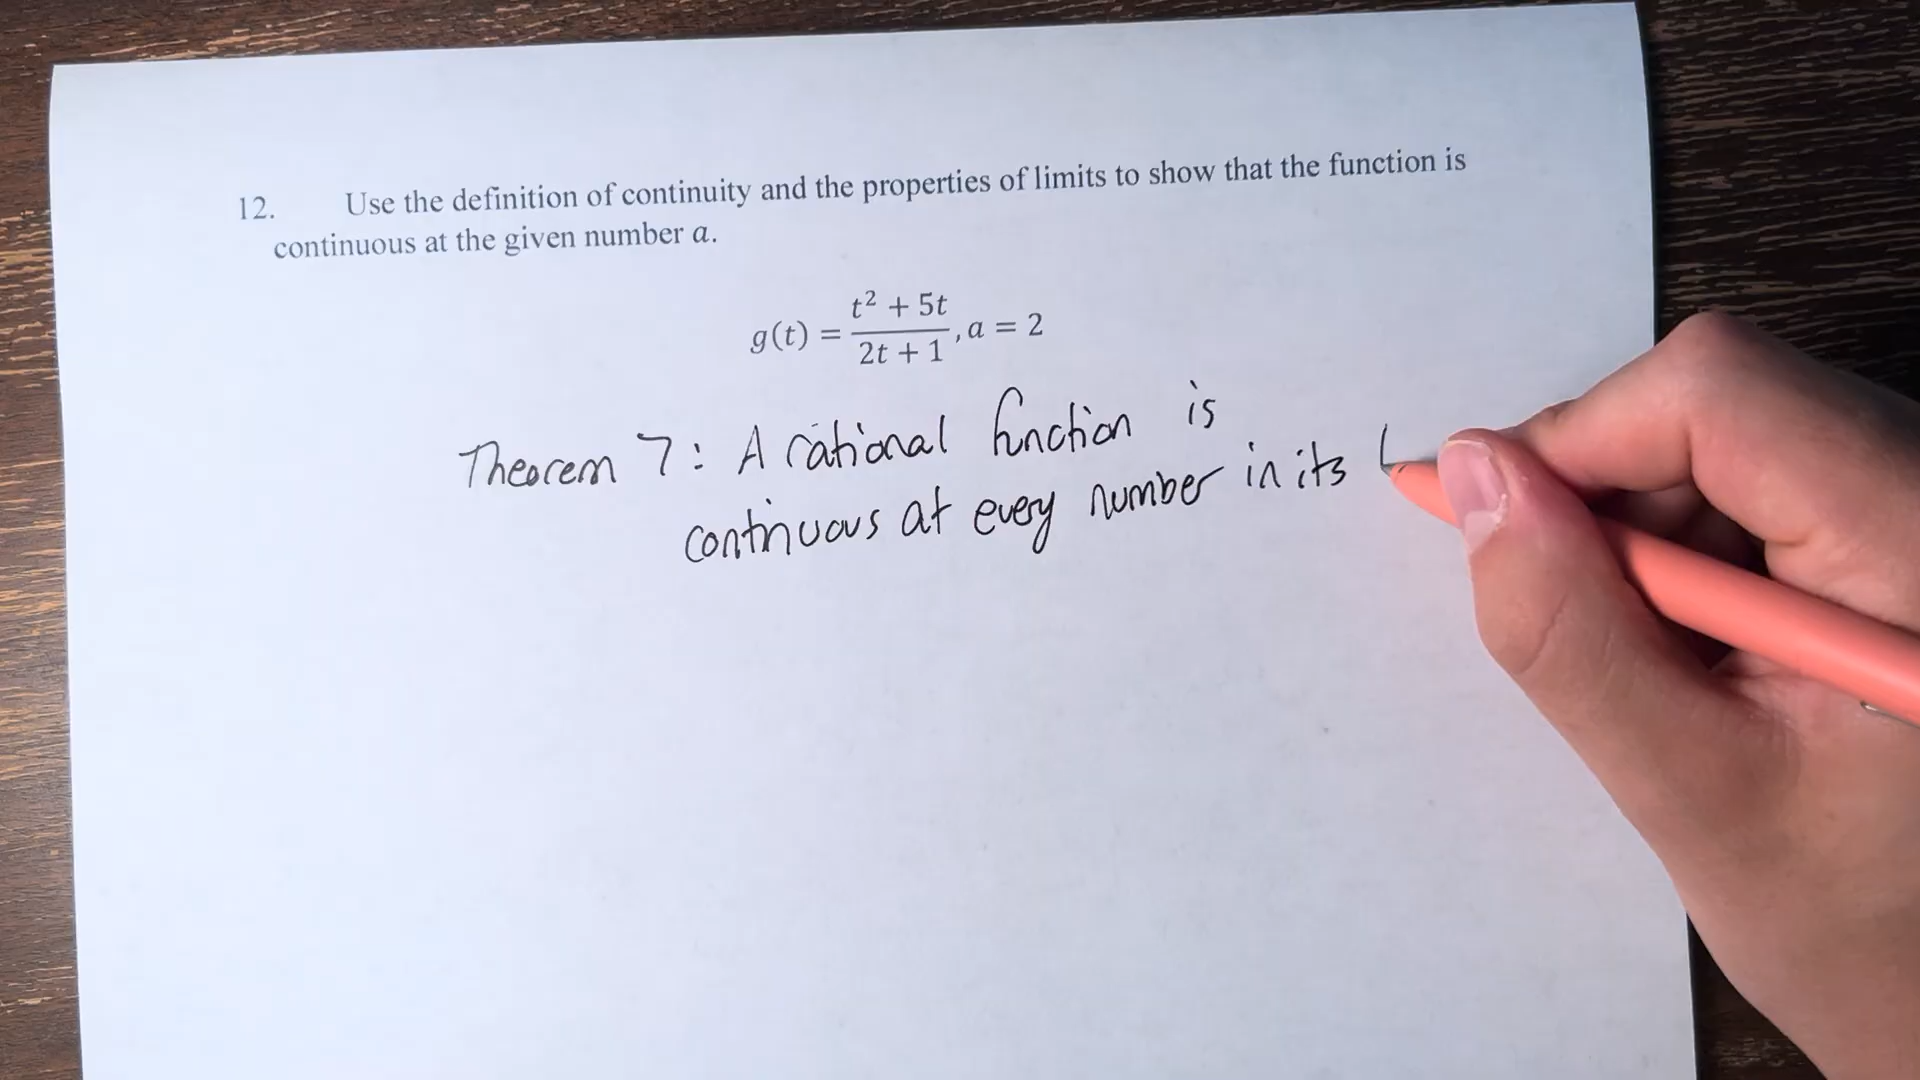 12. Use the definition of continuity and the properties of limits to show that the function is
continuous at the given number a.
g(t) = (t² + 5t)/(2t + 1), a = 2
Theorem 7: A rational function is
continuous at every number in its